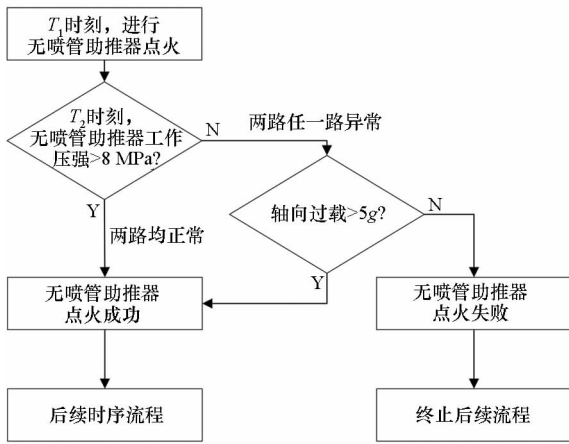 T₁时刻，进行
无喷管助推器点火
T₂时刻，
无喷管助推器工作
压强>8 MPa?
N
两路任一路异常
Y
两路均正常
轴向过载>5g?
N
Y
无喷管助推器
点火成功
无喷管助推器
点火失败
后续时序流程
终止后续流程